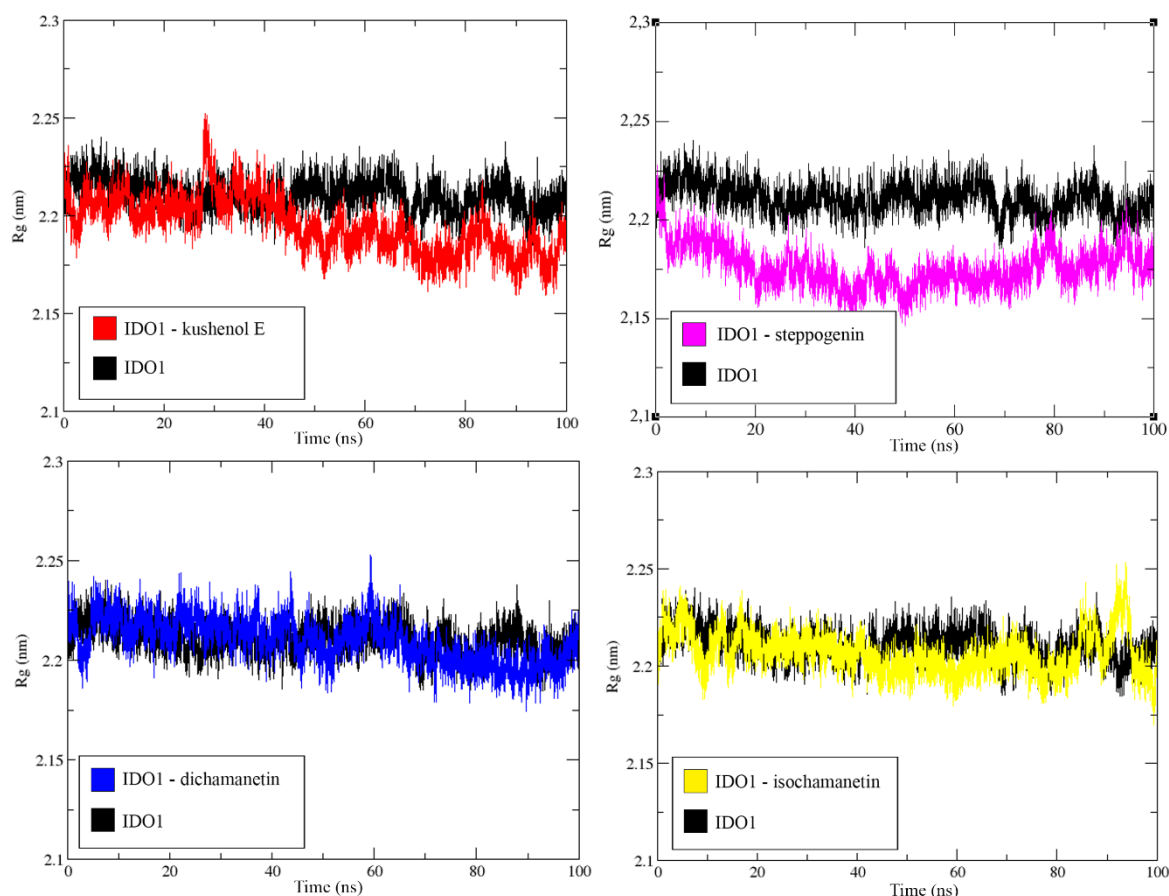 2.3
2.25
2.2
2.15
2.1
Rg (nm)
0 20 40 60 80 100
Time (ns)
IDO1 - kushenol E
IDO1
2,3
2,25
2,2
2,15
2,1
Rg (nm)
0 20 40 60 80 100
Time (ns)
IDO1 - steppogenin
IDO1
2.3
2.25
2.2
2.15
2.1
Rg (nm)
0 20 40 60 80 100
Time (ns)
IDO1 - dichamanetin
IDO1
2.3
2.25
2.2
2.15
2.1
Rg (nm)
0 20 40 60 80 100
Time (ns)
IDO1 - isochamanetin
IDO1